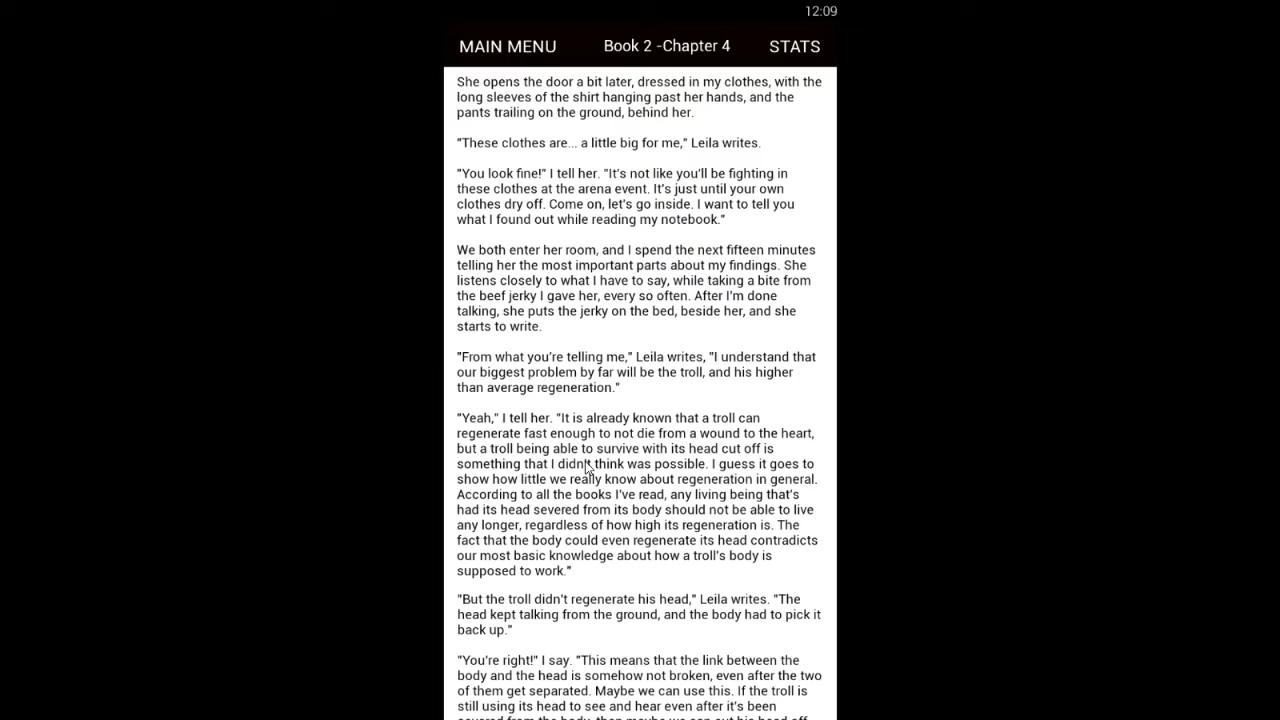 12:09
MAIN MENU
Book 2 -Chapter 4
STATS
She opens the door a bit later, dressed in my clothes, with the
long sleeves of the shirt hanging past her hands, and the
pants trailing on the ground, behind her.
"These clothes are... a little big for me," Leila writes.
"You look fine!" I tell her. "It's not like you'll be fighting in
these clothes at the arena event. It's just until your own
clothes dry off. Come on, let's go inside. I want to tell you
what I found out while reading my notebook."
We both enter her room, and I spend the next fifteen minutes
telling her the most important parts about my findings. She
listens closely to what I have to say, while taking a bite from
the beef jerky I gave her, every so often. After I'm done
talking, she puts the jerky on the bed, beside her, and she
starts to write.
"From what you're telling me," Leila writes, "I understand that
our biggest problem by far will be the troll, and his higher
than average regeneration."
"Yeah," I tell her. "It is already known that a troll can
regenerate fast enough to not die from a wound to the heart,
but a troll being able to survive with its head cut off is
something that I didn't think was possible. I guess it goes to
show how little we really know about regeneration in general.
According to all the books I've read, any living being that's
had its head severed from its body should not be able to live
any longer, regardless of how high its regeneration is. The
fact that the body could even regenerate its head contradicts
our most basic knowledge about how a troll's body is
supposed to work."
"But the troll didn't regenerate his head," Leila writes. "The
head kept talking from the ground, and the body had to pick it
back up."
"You're right!" I say. "This means that the link between the
body and the head is somehow not broken, even after the two
of them get separated. Maybe we can use this. If the troll is
still using its head to see and hear even after it's been
severed from the body, then maybe we can cut his head off